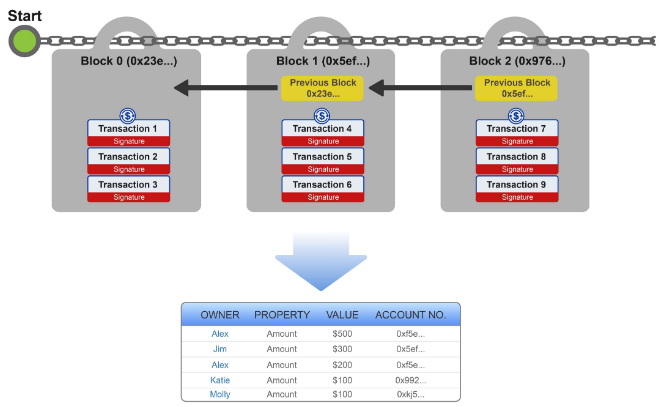 Start
Block 0 (0x23e...)
Block 1 (0x5ef...)
Block 2 (0x976...)
Previous Block
0x23e...
Previous Block
0x5ef...
$
Transaction 1
Signature
Transaction 2
Signature
Transaction 3
Signature
$
Transaction 4
Signature
Transaction 5
Signature
Transaction 6
Signature
$
Transaction 7
Signature
Transaction 8
Signature
Transaction 9
Signature
OWNER PROPERTY VALUE ACCOUNT NO.
Alex Amount $500 0xf5e...
Jim Amount $300 0x5ef...
Alex Amount $200 0xf5e...
Katie Amount $100 0x992...
Molly Amount $100 0xkj5...